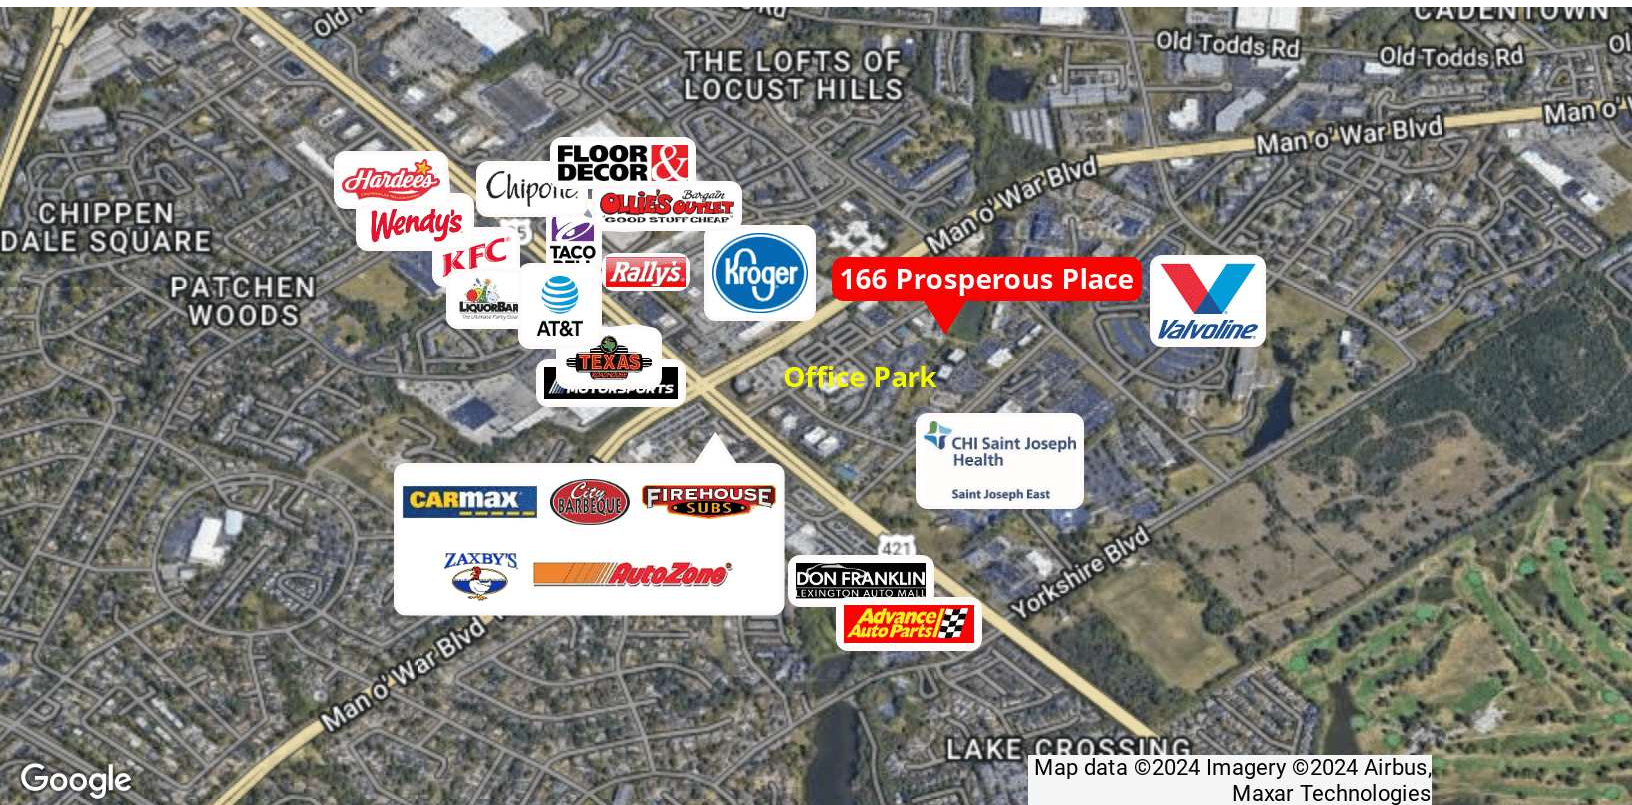 CADENTOWN
Old Todds Rd
Old Todds Rd
THE LOFTS OF
LOCUST HILLS
Man o' War Blvd
Man o' War Blvd
FLOOR &
DECOR
Hardee's
Chipotle
Bargain
OLLIE'S OUTLET
"GOOD STUFF CHEAP"
CHIPPEN
DALE SQUARE
Wendy's
KFC
TACO
BELL
Rally's
Kroger
166 Prosperous Place
Valvoline
PATCHEN
WOODS
LIQUOR BARN
AT&T
TEXAS
ROADHOUSE
MOTORSPORTS
Office Park
CHI Saint Joseph
Health
Saint Joseph East
CARMAX
City
BARBEQUE
FIREHOUSE
SUBS
ZAXBY'S
AutoZone
421
DON FRANKLIN
LEXINGTON AUTO MALL
Advance
Auto Parts
Yorkshire Blvd
Man o' War Blvd
LAKE CROSSING
Google
Map data ©2024 Imagery ©2024 Airbus,
Maxar Technologies